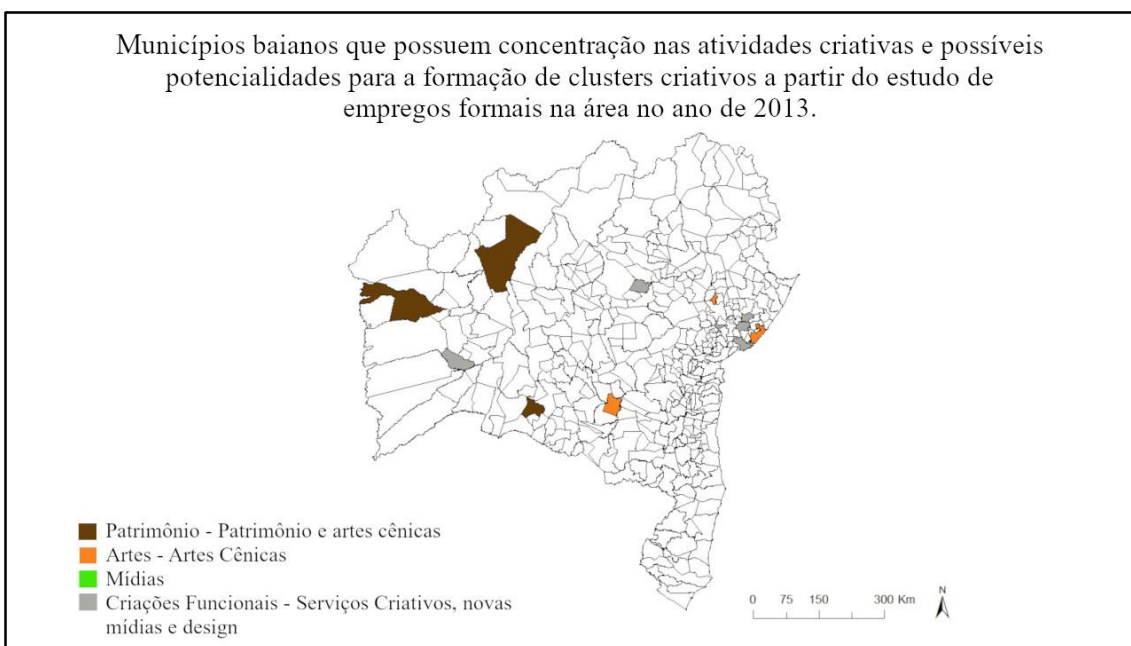 Municípios baianos que possuem concentração nas atividades criativas e possíveis
potencialidades para a formação de clusters criativos a partir do estudo de
empregos formais na área no ano de 2013.
Patrimônio - Patrimônio e artes cênicas
Artes - Artes Cênicas
Mídias
Criações Funcionais - Serviços Criativos, novas
mídias e design
0 75 150 300 Km
N